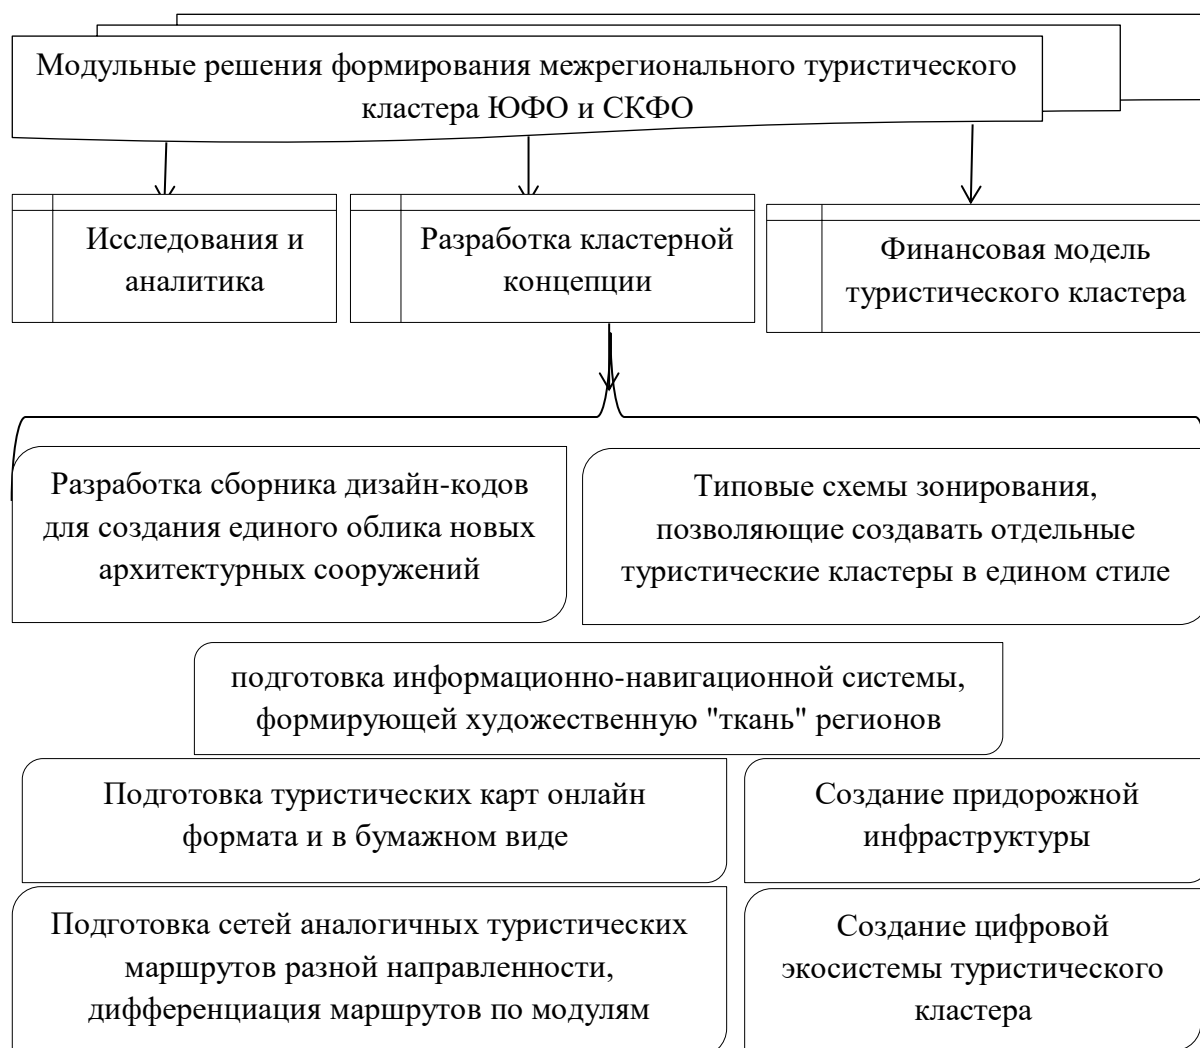 Модульные решения формирования межрегионального туристического
кластера ЮФО и СКФО
Исследования и
аналитика
Разработка кластерной
концепции
Финансовая модель
туристического кластера
Разработка сборника дизайн-кодов
для создания единого облика новых
архитектурных сооружений
Типовые схемы зонирования,
позволяющие создавать отдельные
туристические кластеры в едином стиле
подготовка информационно-навигационной системы,
формирующей художественную "ткань" регионов
Подготовка туристических карт онлайн
формата и в бумажном виде
Создание придорожной
инфраструктуры
Подготовка сетей аналогичных туристических
маршрутов разной направленности,
дифференциация маршрутов по модулям
Создание цифровой
экосистемы туристического
кластера